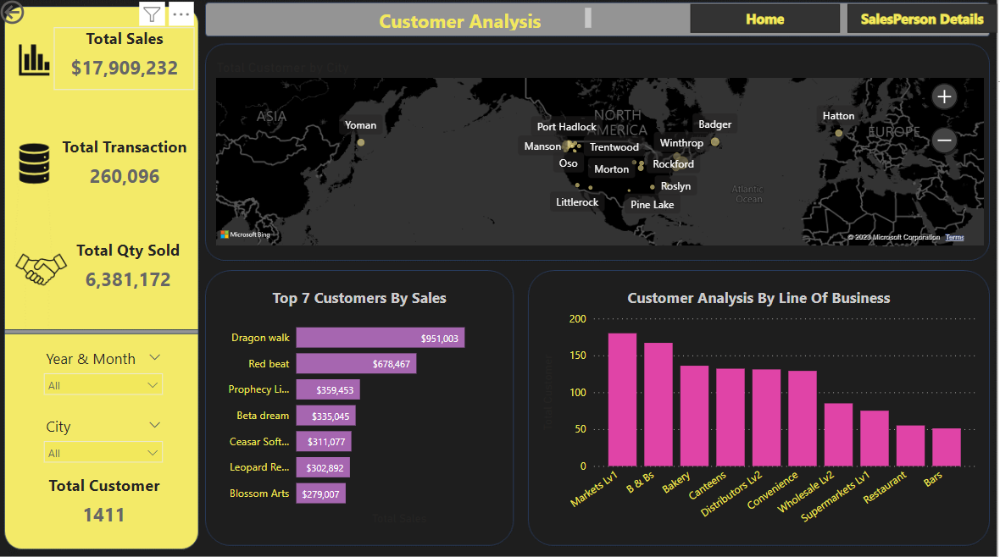 Total Sales
$17,909,232
Total Transaction
260,096
Total Qty Sold
6,381,172
Year & Month
All
City
All
Total Customer
1411
Customer Analysis
Home
SalesPerson Details
Total Customer by City
ASIA
NORTH
AMERICA
EUROPE
Atlantic
Ocean
Yoman
Port Hadlock
Badger
Hatton
Manson
Trentwood
Winthrop
Oso
Morton
Rockford
Roslyn
Littlerock
Pine Lake
Microsoft Bing
© 2023 Microsoft Corporation Terms
Top 7 Customers By Sales
Dragon walk $951,003
Red beat $678,467
Prophecy Li... $359,453
Beta dream $335,045
Ceasar Soft... $311,077
Leopard Re... $302,892
Blossom Arts $279,007
Total Sales
Customer Analysis By Line Of Business
Total Customer
200
150
100
50
0
Markets Lv1
B & Bs
Bakery
Canteens
Distributors Lv2
Convenience
Wholesale Lv2
Supermarkets Lv1
Restaurant
Bars